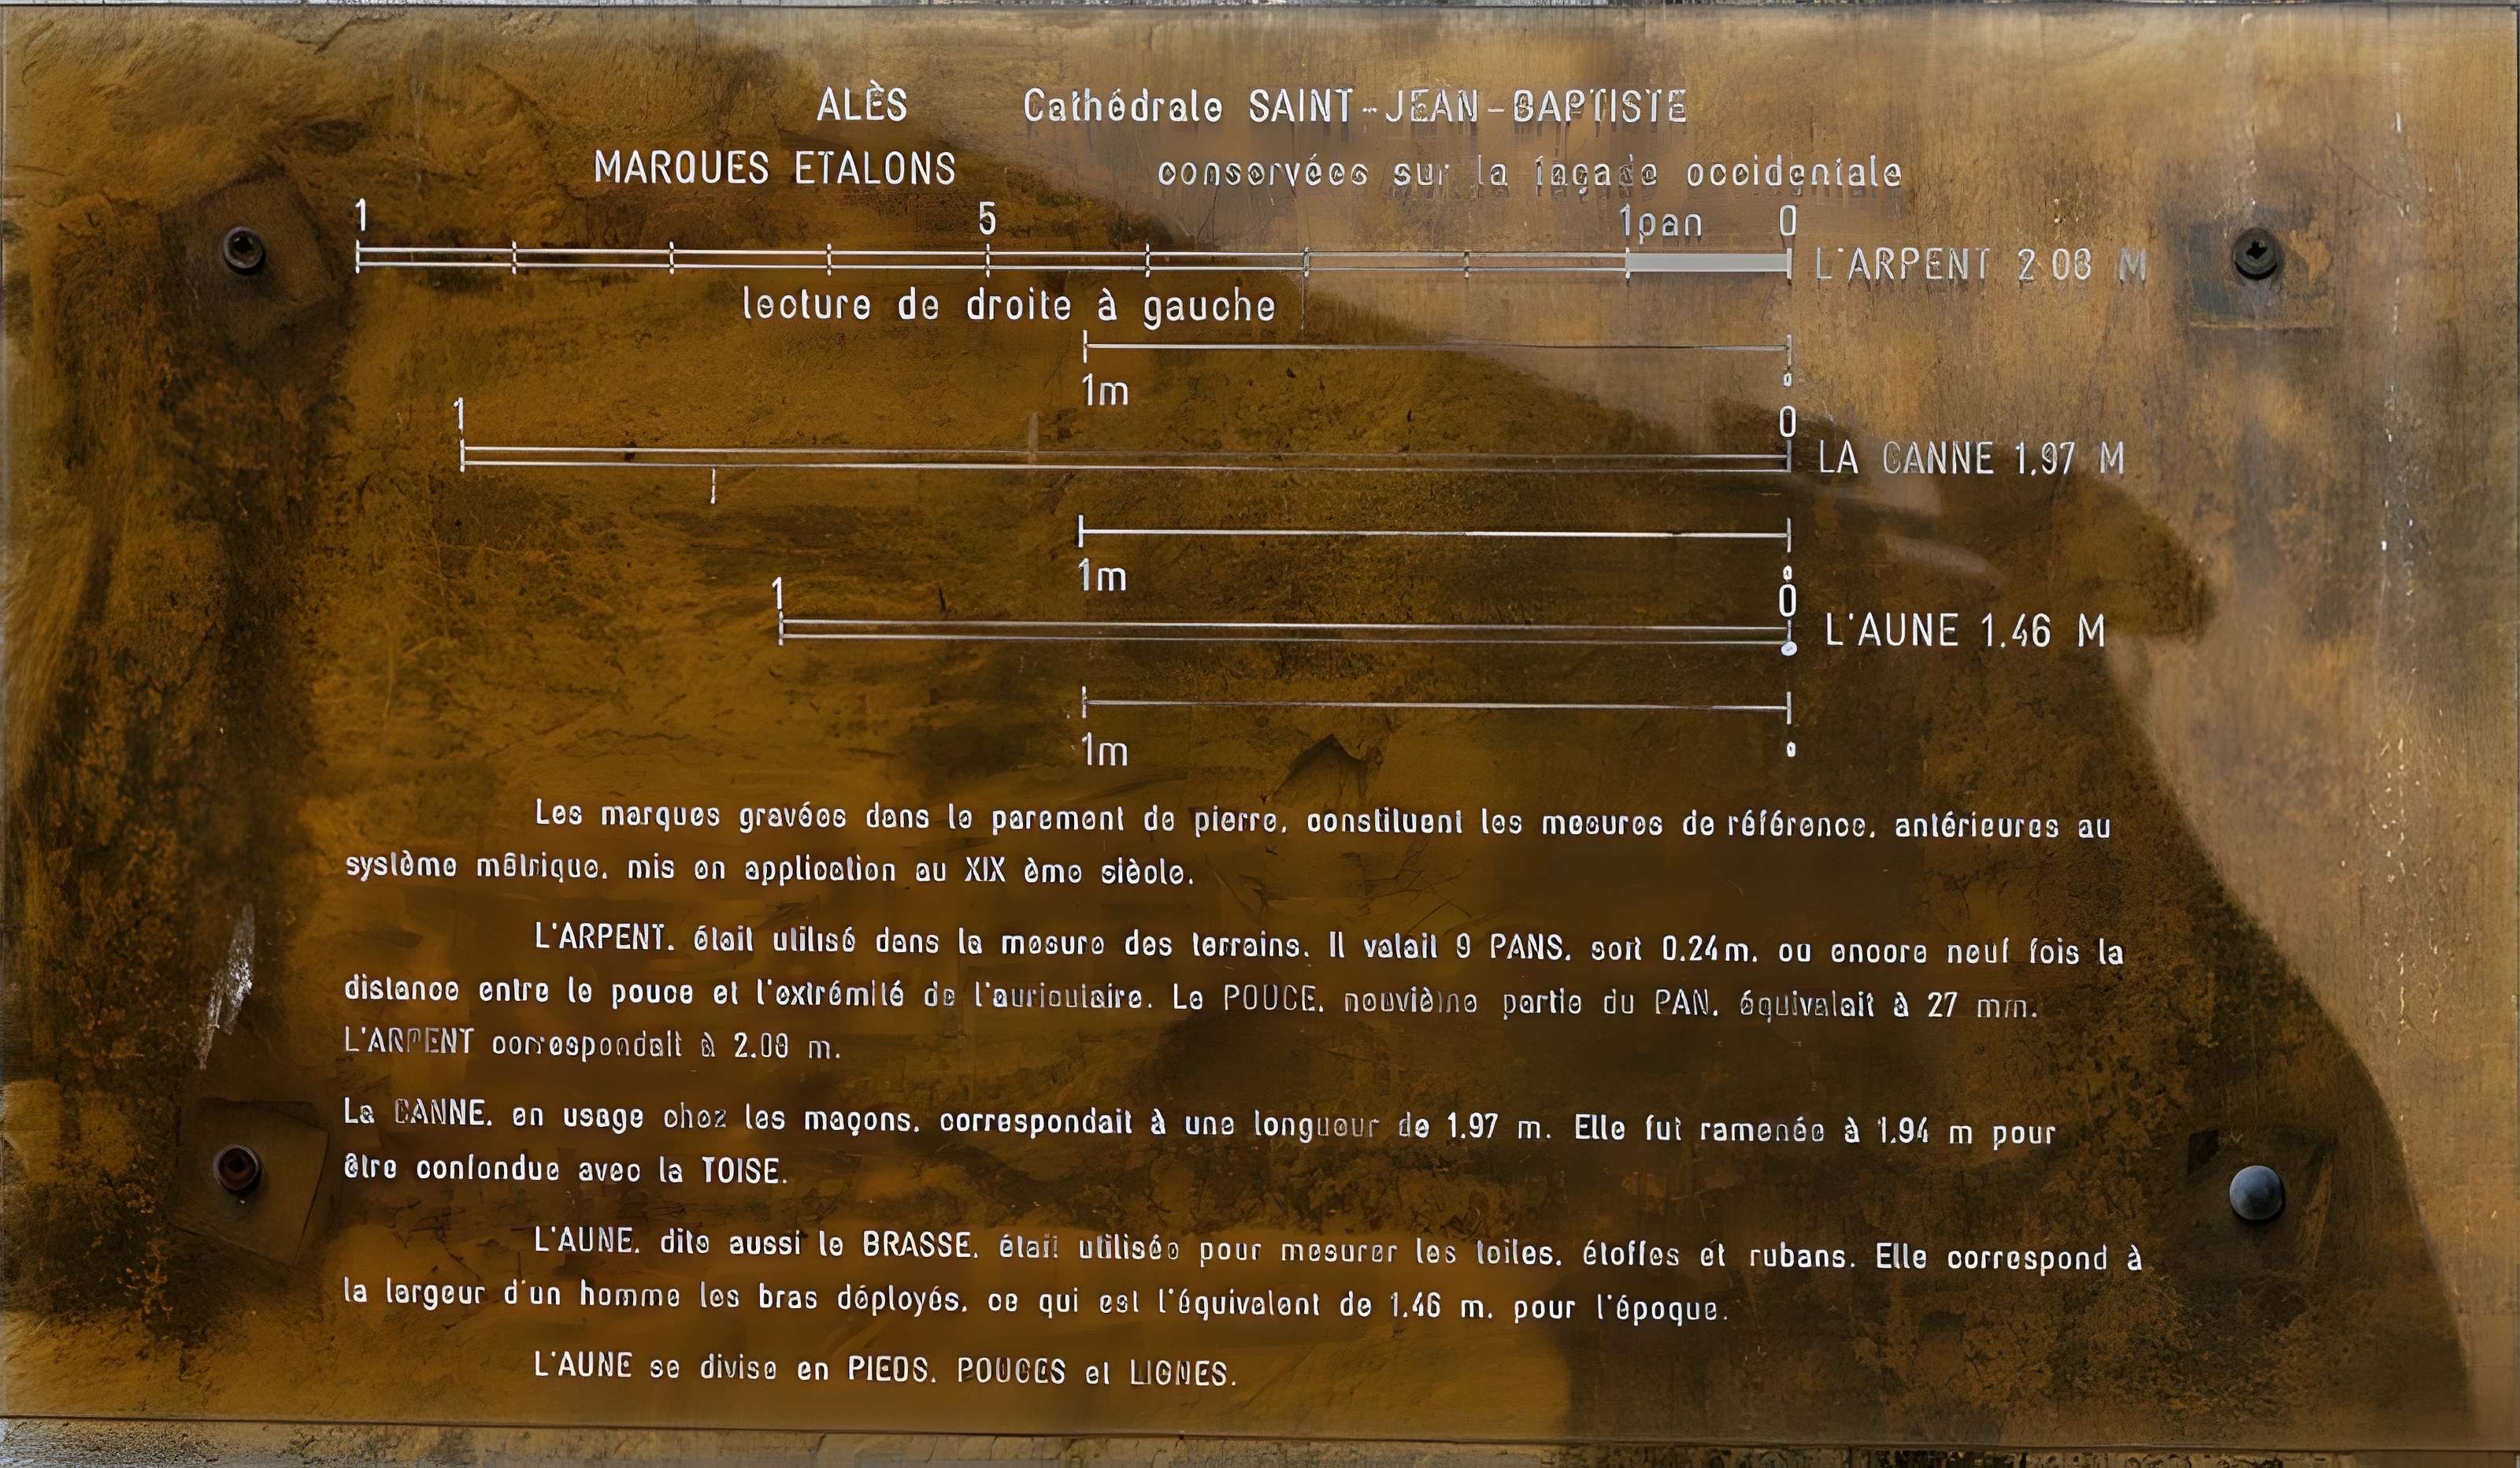 ALÈS Cathédrale SAINT-JEAN-BAPTISTE
MARQUES ETALONS conservées sur la façade occidentale
1 5 1pan 0
L'ARPENT 2.08 M
lecture de droite à gauche
1m
1 0
LA CANNE 1.97 M
1m
1 0
L'AUNE 1.46 M
1m
Les marques gravées dans le parement de pierre, constituent les mesures de référence, antérieures au
système mètrique, mis en application au XIX ème siècle.
L'ARPENT, était utilisé dans la mesure des terrains. Il valait 9 PANS, soit 0.24m, ou encore neuf fois la
distance entre le pouce et l'extrémité de l'auriculaire. Le POUCE, neuvième partie du PAN, équivalait à 27 mm.
L'ARPENT correspondait à 2.08 m.
La CANNE, en usage chez les maçons, correspondait à une longueur de 1.97 m. Elle fut ramenée à 1.94 m pour
être confondue avec la TOISE.
L'AUNE, dite aussi le BRASSE, était utilisée pour mesurer les toiles, étoffes et rubans. Elle correspond à
la largeur d'un homme les bras déployés, ce qui est l'équivalent de 1.46 m, pour l'époque.
L'AUNE se divise en PIEDS, POUCES et LIGNES.